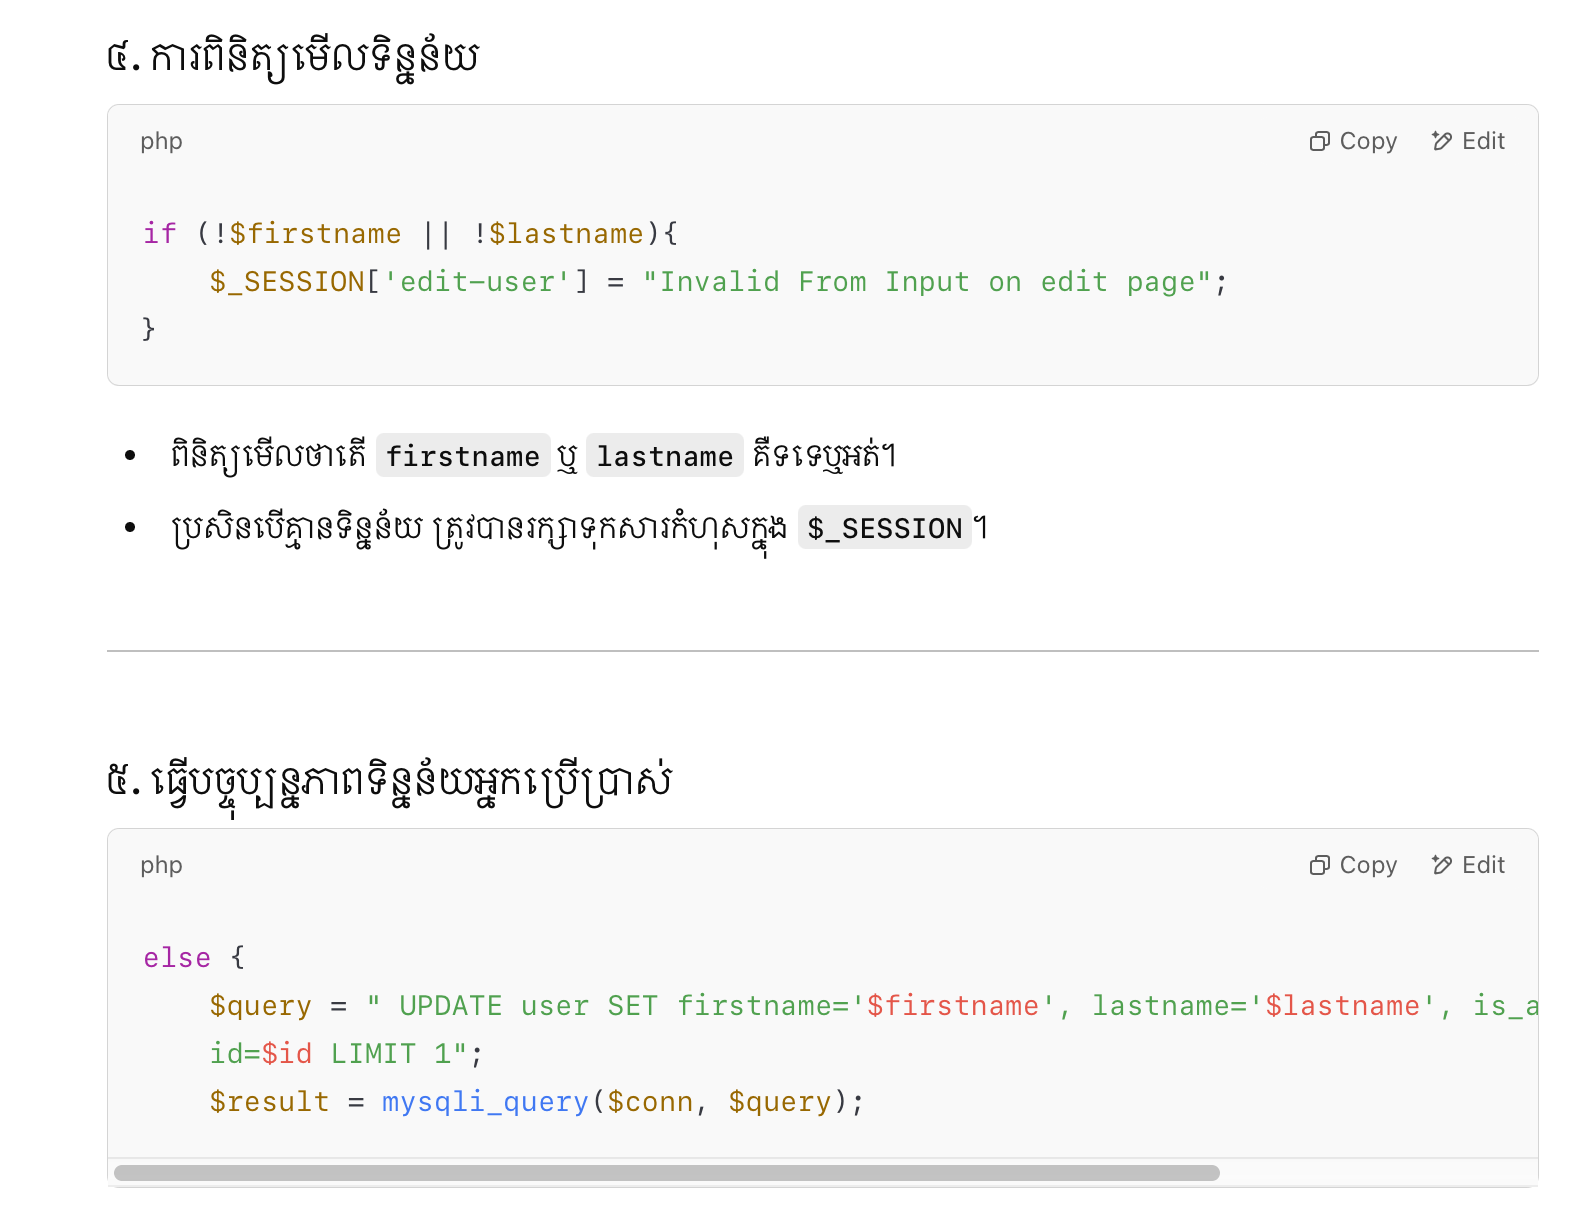 ៤. ការពិនិត្យមើលទិន្នន័យ
php
Copy
Edit
if (!$firstname || !$lastname){
    $_SESSION['edit-user'] = "Invalid From Input on edit page";
}
• ពិនិត្យមើលថាតើ firstname ឬ lastname គឺទទេឬអត់។
• ប្រសិនបើគ្មានទិន្នន័យ ត្រូវបានរក្សាទុកសារកំហុសក្នុង $_SESSION។
៥. ធ្វើបច្ចុប្បន្នភាពទិន្នន័យអ្នកប្រើប្រាស់
php
Copy
Edit
else {
    $query = " UPDATE user SET firstname='$firstname', lastname='$lastname', is_a
    id=$id LIMIT 1";
    $result = mysqli_query($conn, $query);